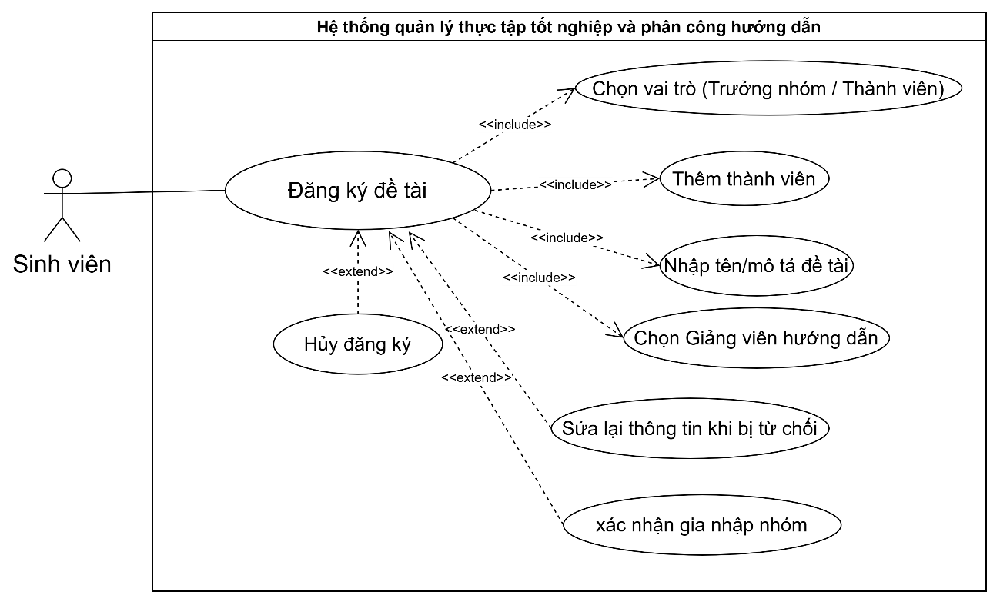 Hệ thống quản lý thực tập tốt nghiệp và phân công hướng dẫn
Chọn vai trò (Trưởng nhóm / Thành viên)
<<include>>
Đăng ký đề tài
<<include>>
Thêm thành viên
Sinh viên
<<include>>
Nhập tên/mô tả đề tài
<<extend>>
<<include>>
Hủy đăng ký
<<extend>>
Chọn Giảng viên hướng dẫn
<<extend>>
Sửa lại thông tin khi bị từ chối
xác nhận gia nhập nhóm